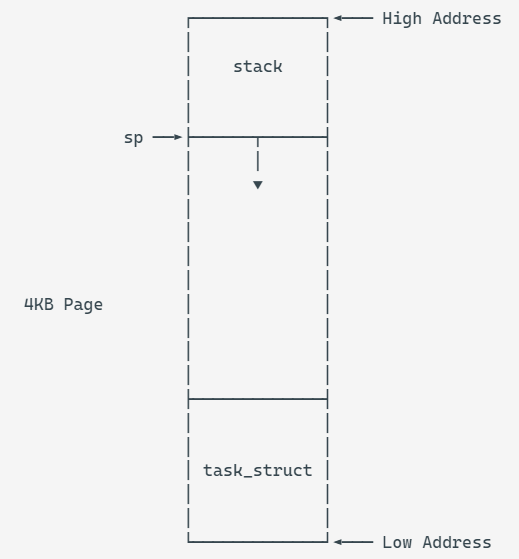 High Address
stack
sp
4KB Page
task_struct
Low Address